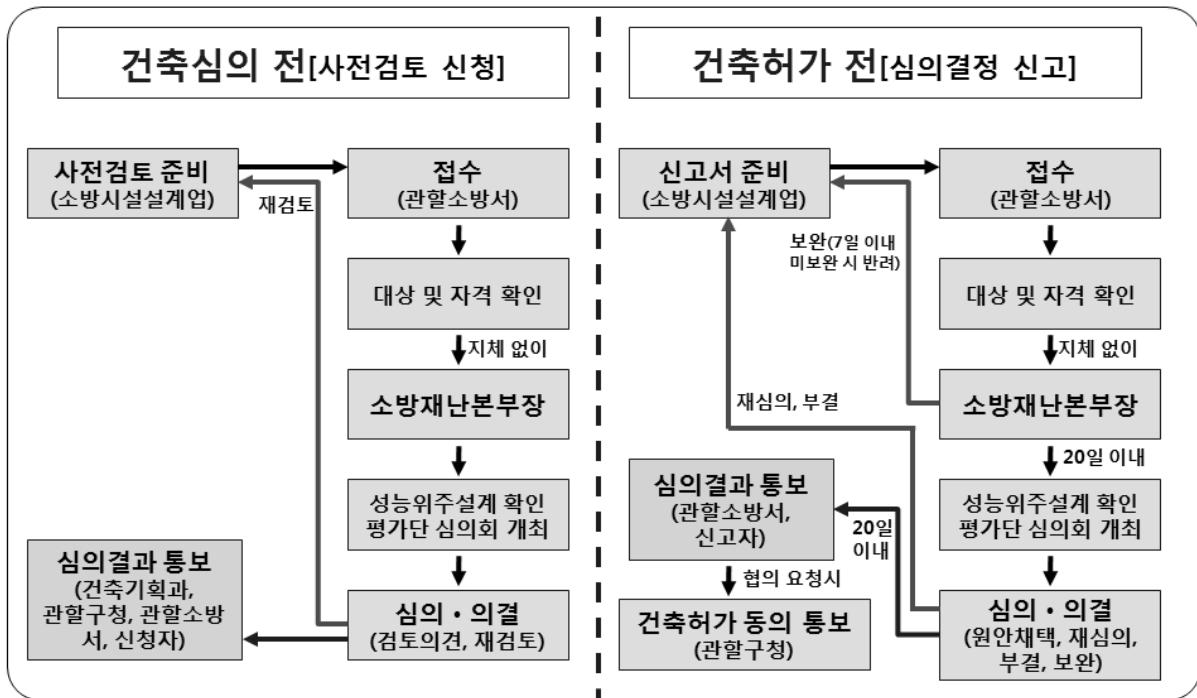 건축심의 전[사전검토 신청]
사전검토 준비
(소방시설설계업)
재검토
접수
(관할소방서)
대상 및 자격 확인
지체 없이
소방재난본부장
성능위주설계 확인
평가단 심의회 개최
심의・의결
(검토의견, 재검토)
심의결과 통보
(건축기획과,
관할구청, 관할소방
서, 신청자)
건축허가 전[심의결정 신고]
신고서 준비
(소방시설설계업)
접수
(관할소방서)
보완(7일 이내
미보완 시 반려)
대상 및 자격 확인
지체 없이
소방재난본부장
재심의, 부결
20일 이내
성능위주설계 확인
평가단 심의회 개최
심의・의결
(원안채택, 재심의,
부결, 보완)
20일
이내
심의결과 통보
(관할소방서,
신고자)
협의 요청시
건축허가 동의 통보
(관할구청)